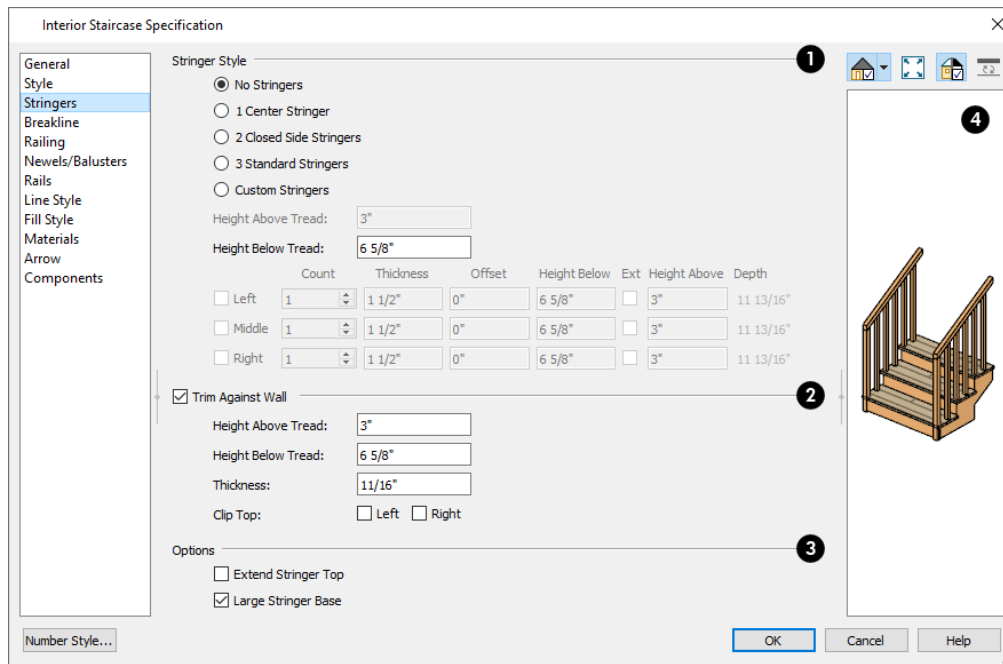 Interior Staircase Specification
General
Style
Stringers
Breakline
Railing
Newels/Balusters
Rails
Line Style
Fill Style
Materials
Arrow
Components
Stringer Style
1
No Stringers
1 Center Stringer
2 Closed Side Stringers
3 Standard Stringers
Custom Stringers
Height Above Tread: 3"
Height Below Tread: 6 5/8"
Count Thickness Offset Height Below Ext Height Above Depth
Left 1 1 1/2" 0" 6 5/8" 3" 11 13/16"
Middle 1 1 1/2" 0" 6 5/8" 3" 11 13/16"
Right 1 1 1/2" 0" 6 5/8" 3" 11 13/16"
Trim Against Wall
2
Height Above Tread: 3"
Height Below Tread: 6 5/8"
Thickness: 11/16"
Clip Top: Left Right
Options
3
Extend Stringer Top
Large Stringer Base
4
Number Style...
OK
Cancel
Help